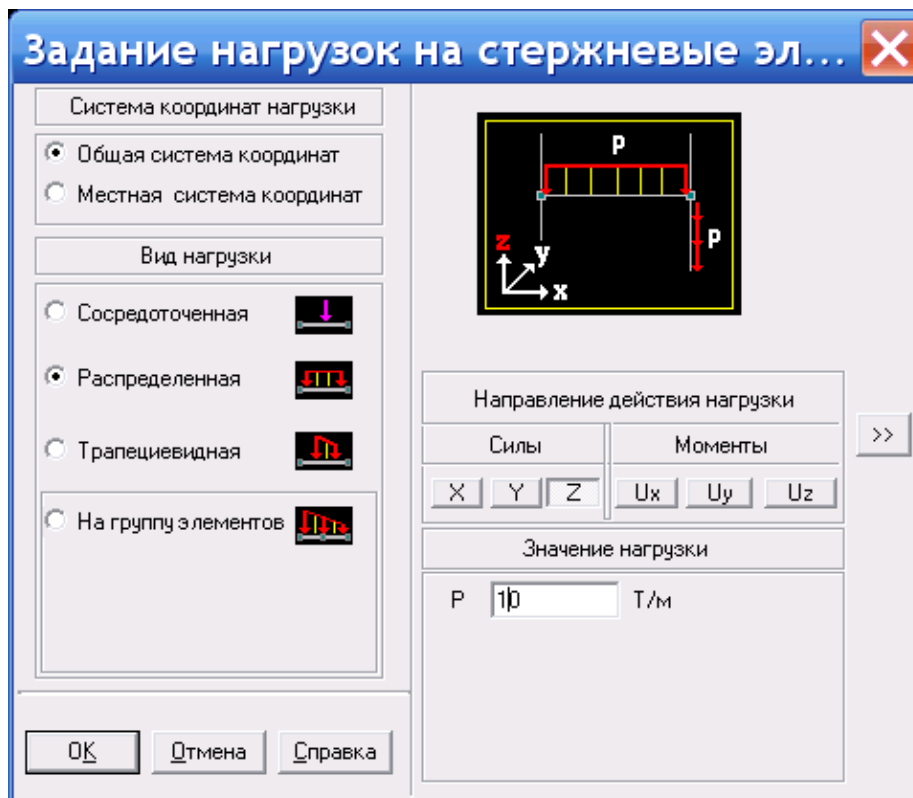 Задание нагрузок на стержневые эл...
Система координат нагрузки
Общая система координат
Местная система координат
Вид нагрузки
Сосредоточенная
Распределенная
Трапециевидная
На группу элементов
OK Отмена Справка
P
P
z
y
x
Направление действия нагрузки
Силы Моменты
X Y Z Ux Uy Uz
>>
Значение нагрузки
P 10 Т/м